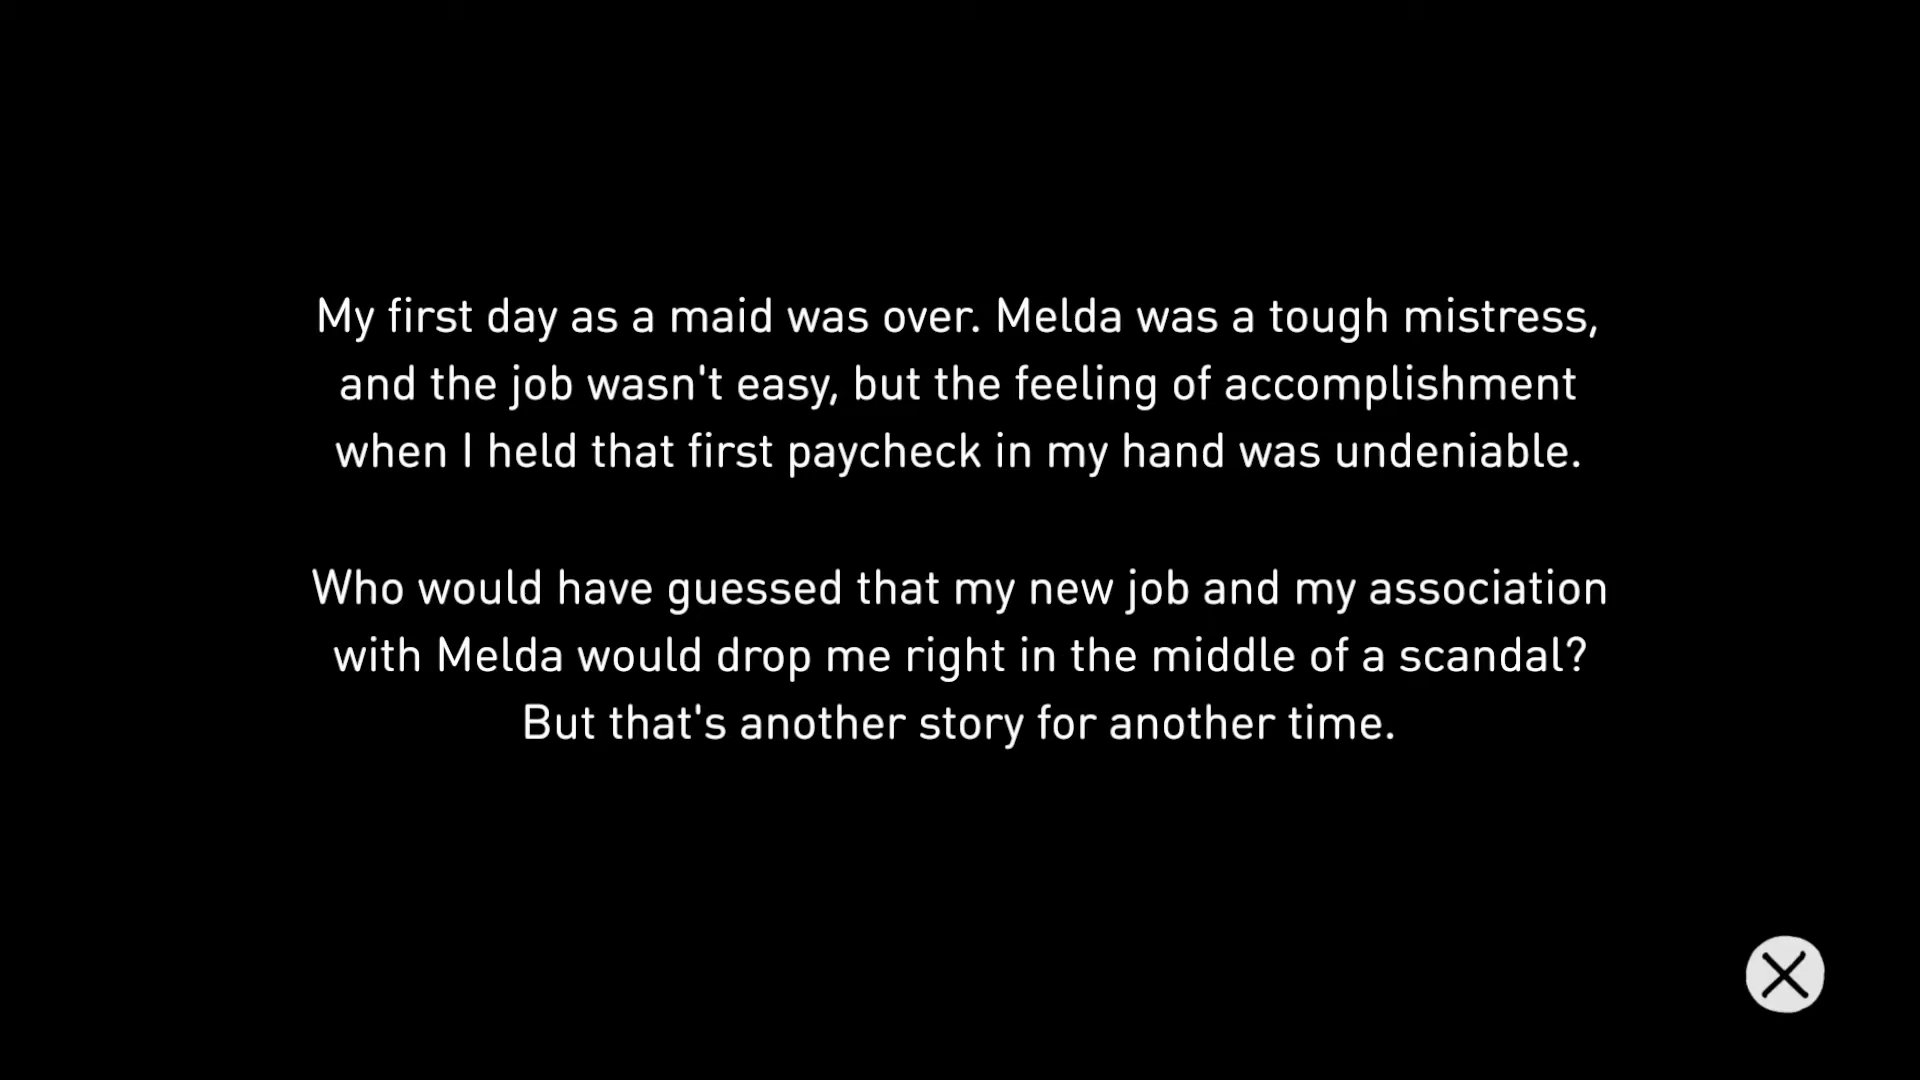 My first day as a maid was over. Melda was a tough mistress,
and the job wasn't easy, but the feeling of accomplishment
when I held that first paycheck in my hand was undeniable.
Who would have guessed that my new job and my association
with Melda would drop me right in the middle of a scandal?
But that's another story for another time.